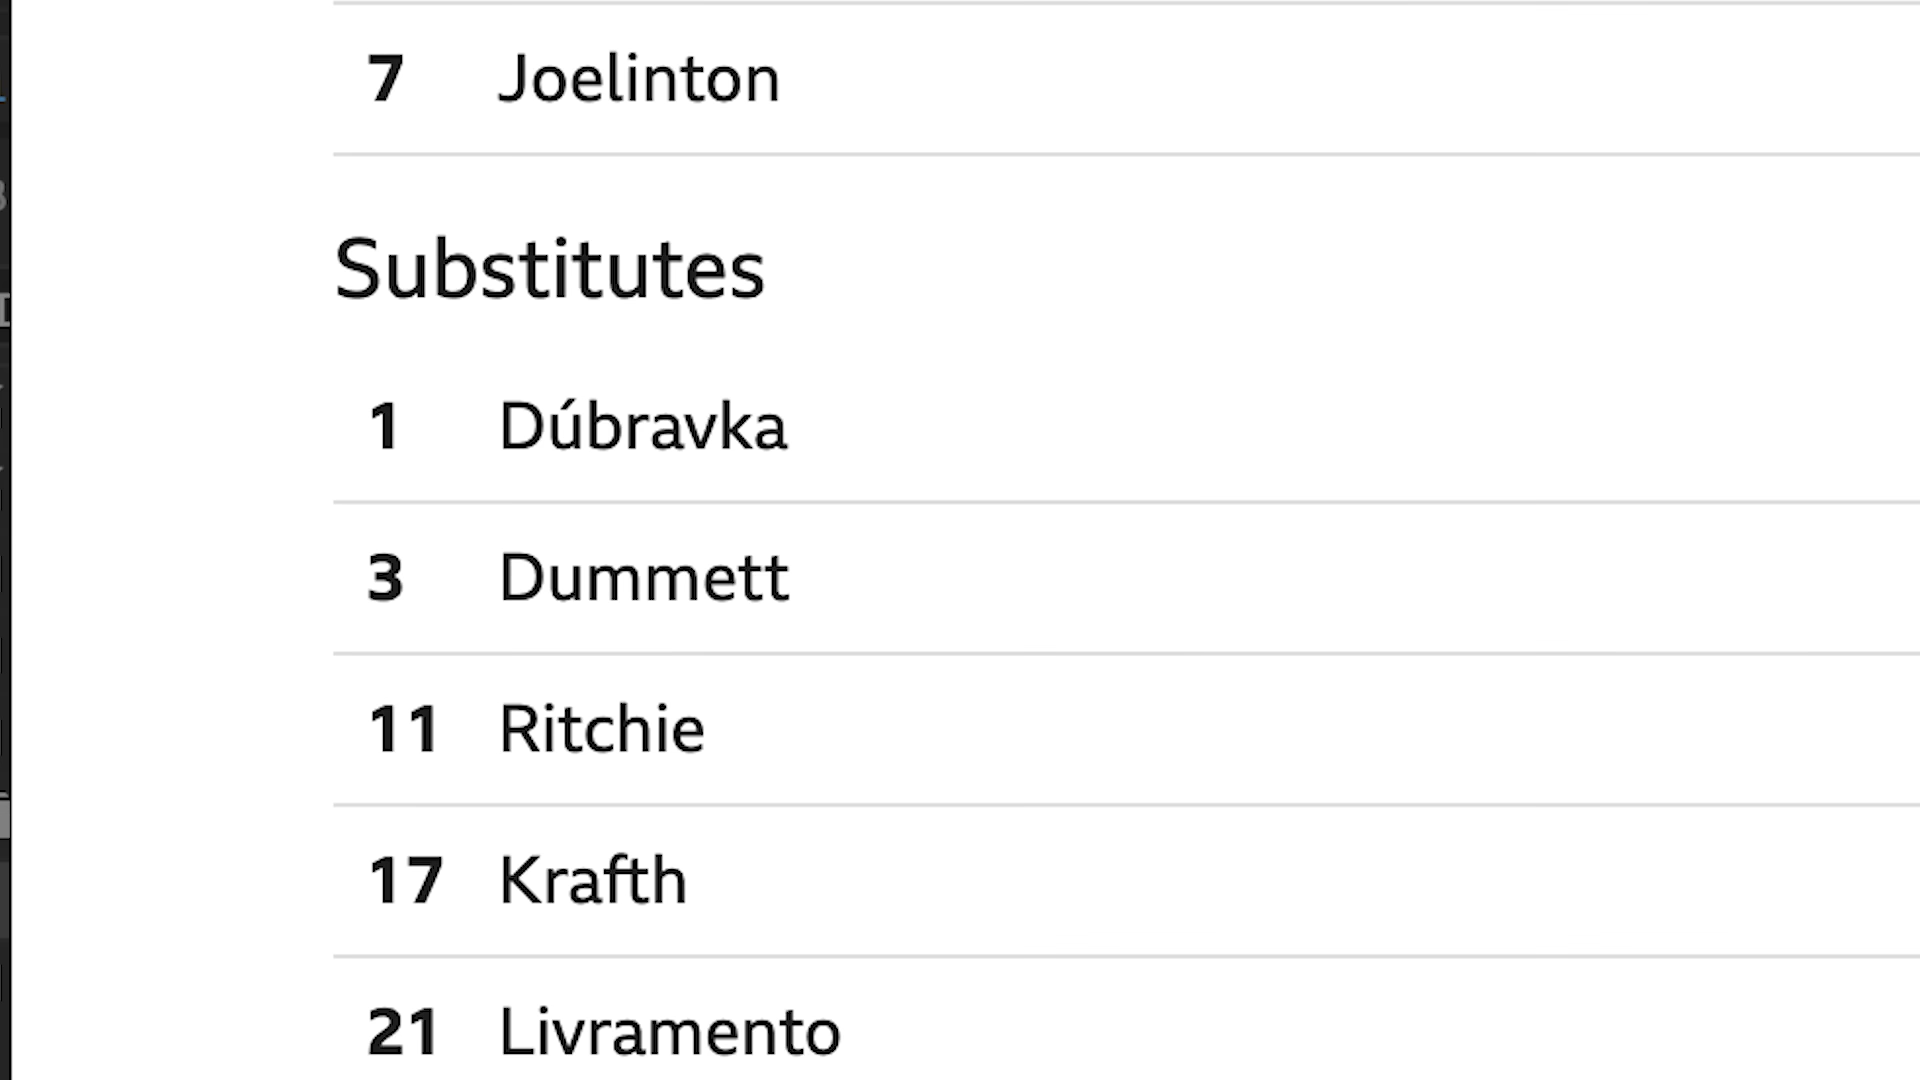 7 Joelinton
Substitutes
1 Dúbravka
3 Dummett
11 Ritchie
17 Krafth
21 Livramento